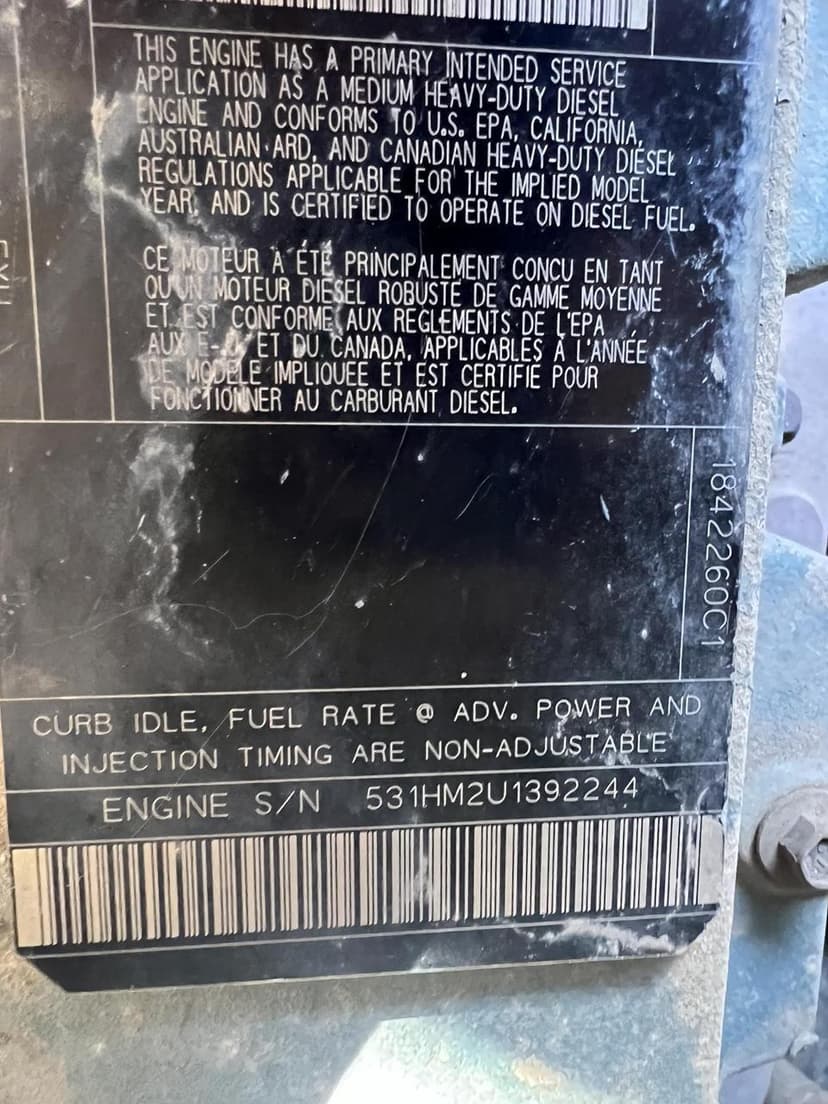 THIS ENGINE HAS A PRIMARY INTENDED SERVICE
APPLICATION AS A MEDIUM HEAVY-DUTY DIESEL
ENGINE AND CONFORMS TO U.S. EPA, CALIFORNIA,
AUSTRALIAN ARD, AND CANADIAN HEAVY-DUTY DIESEL
REGULATIONS APPLICABLE FOR THE IMPLIED MODEL
YEAR, AND IS CERTIFIED TO OPERATE ON DIESEL FUEL.
CE MOTEUR À ÉTÉ PRINCIPALEMENT CONCU EN TANT
QU'UN MOTEUR DIESEL ROBUSTE DE GAMME MOYENNE
ET EST CONFORME AUX REGLEMENTS DE L'EPA
AUX ET DU CANADA, APPLICABLES À L'ANNÉE
DE MODELE IMPLIQUEE ET EST CERTIFIE POUR
FONCTIONNER AU CARBURANT DIESEL.
1842260C1
CURB IDLE, FUEL RATE @ ADV. POWER AND
INJECTION TIMING ARE NON-ADJUSTABLE
ENGINE S/N 531HM2U1392244